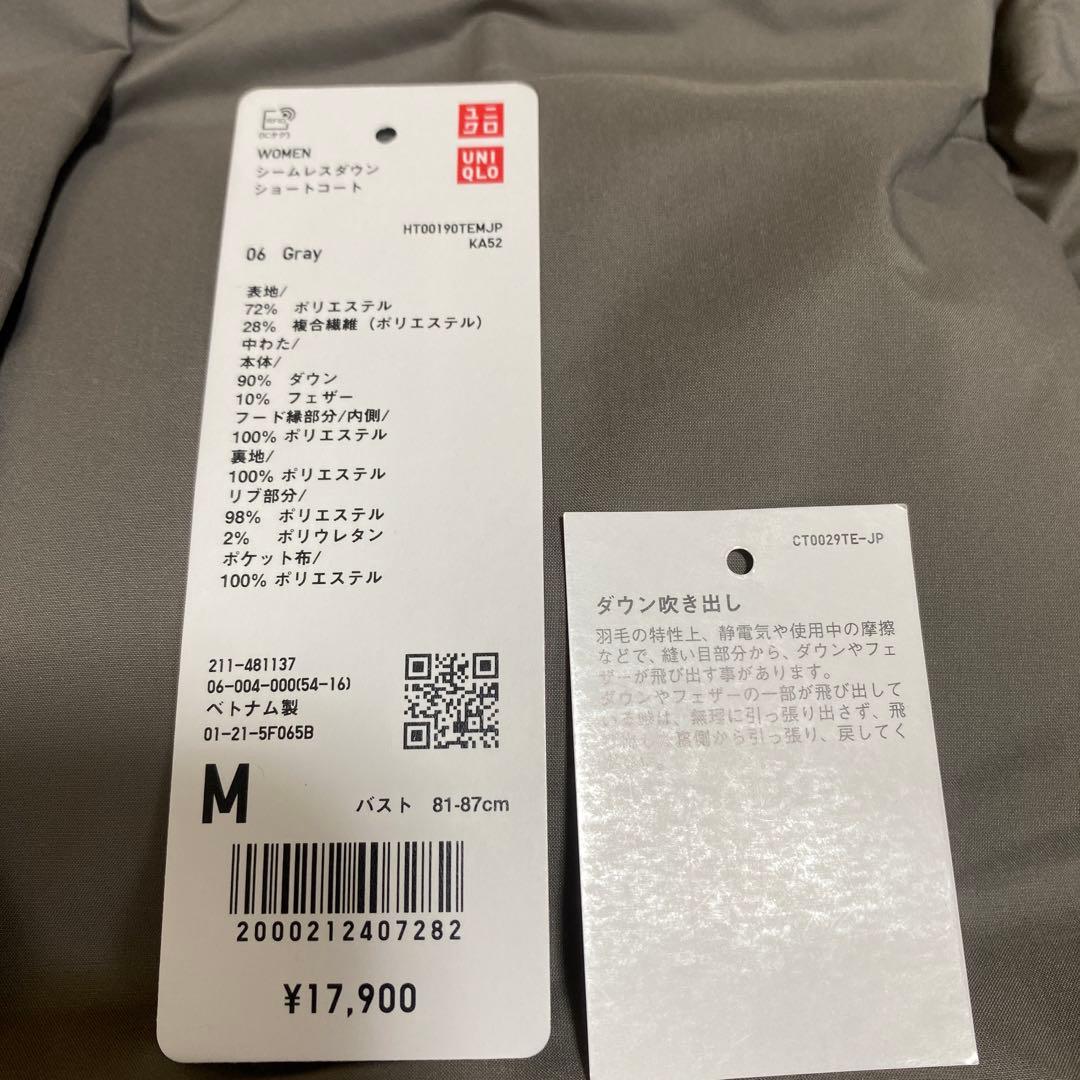 ユニ
クロ
UNI
QLO
WOMEN
シームレスダウン
ショートコート
HT00190TEMJP
KA52
06 Gray
表地/
72% ポリエステル
28% 複合繊維（ポリエステル）
中わた/
本体/
90% ダウン
10% フェザー
フード縁部分/内側/
100% ポリエステル
裏地/
100% ポリエステル
リブ部分/
98% ポリエステル
2% ポリウレタン
ポケット布/
100% ポリエステル
211-481137
06-004-000(54-16)
ベトナム製
01-21-5F065B
M バスト 81-87cm
2000212407282
¥17,900
CT0029TE-JP
ダウン吹き出し
羽毛の特性上、静電気や使用中の摩擦
などで、縫い目部分から、ダウンやフェ
ザーが飛び出す事があります。
ダウンやフェザーの一部が飛び出して
いる時は、無理に引っ張り出さず、飛
裏側から引っ張り、戻してく